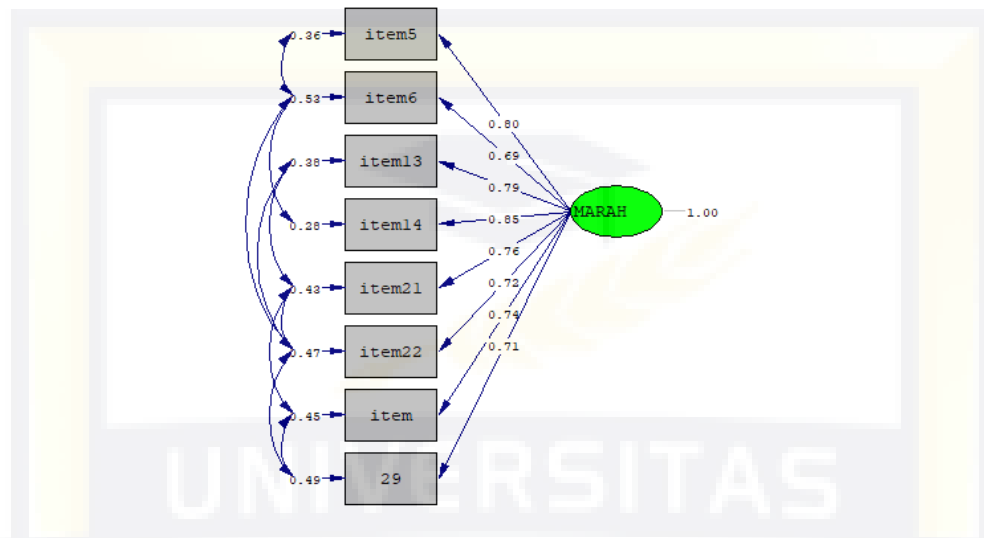 0.36 item5
0.80
0.53 item6
0.69
0.38 item13
0.79
MARAH 1.00
0.28 item14
0.85
0.76
0.43 item21
0.72
0.74
0.47 item22
0.71
0.45 item
0.49 29
UNIVERSITAS